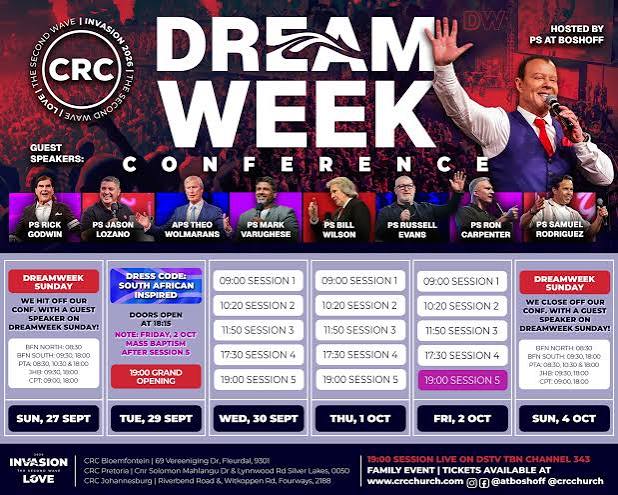 THE SECOND WAVE | INVASION 2026 | THE SECOND WAVE | LOVE |
CRC
DREAM
WEEK
CONFERENCE
DW
HOSTED BY
PS AT BOSHOFF
GUEST
SPEAKERS:
PS RICK
GODWIN
PS JASON
LOZANO
APS THEO
WOLMARANS
PS MARK
VARUGHESE
PS BILL
WILSON
PS RUSSELL
EVANS
PS RON
CARPENTER
PS SAMUEL
RODRIGUEZ
DREAMWEEK
SUNDAY
WE HIT OFF OUR
CONF. WITH A GUEST
SPEAKER ON
DREAMWEEK SUNDAY!
BFN NORTH: 08:30
BFN SOUTH: 09:30, 18:00
PTA: 08:30, 10:30 & 18:00
JHB: 09:30, 18:00
CPT: 09:00, 18:00
SUN, 27 SEPT
DRESS CODE:
SOUTH AFRICAN
INSPIRED
DOORS OPEN
AT 18:15
NOTE: FRIDAY, 2 OCT
MASS BAPTISM
AFTER SESSION 5
19:00 GRAND
OPENING
TUE, 29 SEPT
09:00 SESSION 1
10:20 SESSION 2
11:50 SESSION 3
17:30 SESSION 4
19:00 SESSION 5
WED, 30 SEPT
09:00 SESSION 1
10:20 SESSION 2
11:50 SESSION 3
17:30 SESSION 4
19:00 SESSION 5
THU, 1 OCT
09:00 SESSION 1
10:20 SESSION 2
11:50 SESSION 3
17:30 SESSION 4
19:00 SESSION 5
FRI, 2 OCT
DREAMWEEK
SUNDAY
WE CLOSE OFF OUR
CONF. WITH A GUEST
SPEAKER ON
DREAMWEEK SUNDAY!
BFN NORTH: 08:30
BFN SOUTH: 09:30, 18:00
PTA: 08:30, 10:30 & 18:00
JHB: 09:30, 18:00
CPT: 09:00, 18:00
SUN, 4 OCT
2026
INVASION
THE SECOND WAVE
LOVE
CRC Bloemfontein | 69 Vereeniging Dr, Fleurdal, 9301
CRC Pretoria | Cnr Solomon Mahlangu Dr & Lynnwood Rd Silver Lakes, 0050
CRC Johannesburg | Riverbend Road &, Witkoppen Rd, Fourways, 2188
19:00 SESSION LIVE ON DSTV TBN CHANNEL 343
FAMILY EVENT | TICKETS AVAILABLE AT
www.crcchurch.com @atboshoff @crcchurch